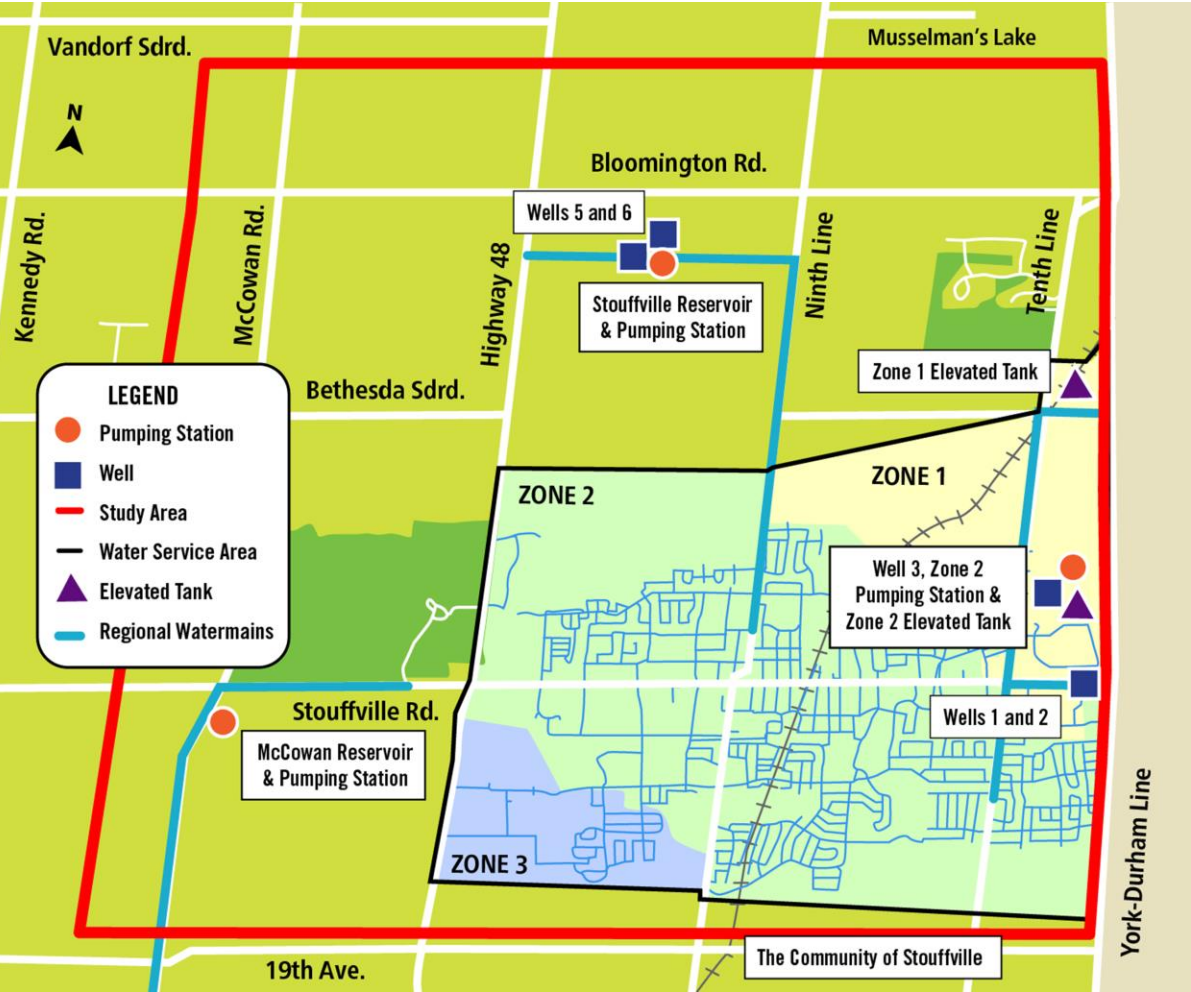 Vandorf Sdrd.
Musselman's Lake
N
Bloomington Rd.
Wells 5 and 6
Kennedy Rd.
McCowan Rd.
Highway 48
Ninth Line
Tenth Line
Stouffville Reservoir
& Pumping Station
Zone 1 Elevated Tank
Bethesda Sdrd.
LEGEND
Pumping Station
Well
Study Area
Water Service Area
Elevated Tank
Regional Watermains
ZONE 1
ZONE 2
Well 3, Zone 2
Pumping Station &
Zone 2 Elevated Tank
Stouffville Rd.
Wells 1 and 2
McCowan Reservoir
& Pumping Station
ZONE 3
York-Durham Line
The Community of Stouffville
19th Ave.